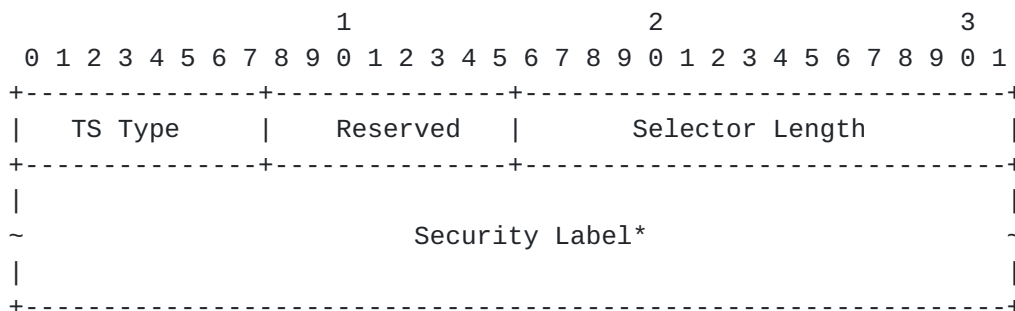 1                   2                   3
 0 1 2 3 4 5 6 7 8 9 0 1 2 3 4 5 6 7 8 9 0 1 2 3 4 5 6 7 8 9 0 1
+---------------+---------------+-------------------------------+
|   TS Type     |    Reserved   |       Selector Length         |
+---------------+---------------+-------------------------------+
|                                                               |
~                         Security Label*                       ~
|                                                               |
+---------------------------------------------------------------+